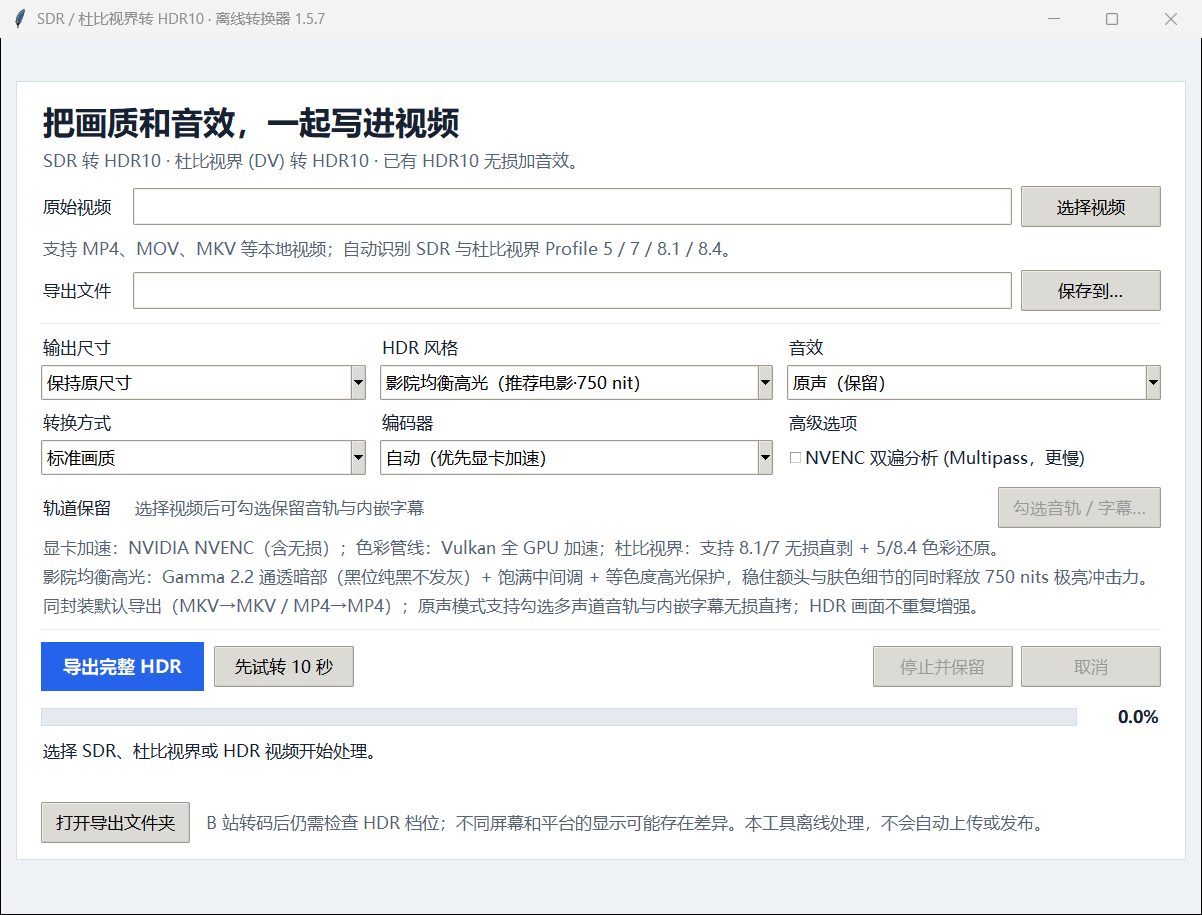 SDR / 杜比视界转 HDR10 · 离线转换器 1.5.7
把画质和音效，一起写进视频
SDR 转 HDR10 · 杜比视界 (DV) 转 HDR10 · 已有 HDR10 无损加音效。
原始视频
选择视频
支持 MP4、MOV、MKV 等本地视频；自动识别 SDR 与杜比视界 Profile 5 / 7 / 8.1 / 8.4。
导出文件
保存到...
输出尺寸 HDR 风格 音效
保持原尺寸 影院均衡高光（推荐电影·750 nit） 原声（保留）
转换方式 编码器 高级选项
标准画质 自动（优先显卡加速） NVENC 双遍分析 (Multipass，更慢)
轨道保留 选择视频后可勾选保留音轨与内嵌字幕 勾选音轨 / 字幕...
显卡加速：NVIDIA NVENC（含无损）；色彩管线：Vulkan 全 GPU 加速；杜比视界：支持 8.1/7 无损直剥 + 5/8.4 色彩还原。
影院均衡高光：Gamma 2.2 通透暗部（黑位纯黑不发灰）+ 饱满中间调 + 等色度高光保护，稳住额头与肤色细节的同时释放 750 nits 极亮冲击力。
同封装默认导出（MKV→MKV / MP4→MP4）；原声模式支持勾选多声道音轨与内嵌字幕无损直拷；HDR 画面不重复增强。
导出完整 HDR 先试转 10 秒 停止并保留 取消
0.0%
选择 SDR、杜比视界或 HDR 视频开始处理。
打开导出文件夹 B 站转码后仍需检查 HDR 档位；不同屏幕和平台的显示可能存在差异。本工具离线处理，不会自动上传或发布。